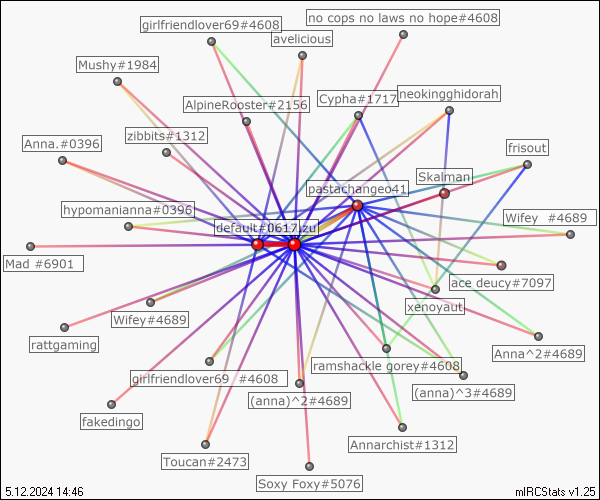 no cops no laws no hope#4608
girlfriendlover69#4608
avelicious
Mushy#1984
neokingghidorah
Cypha#1717
AlpineRooster#2156
zibbits#1312
Anna.#0396
frisout
Skalman
pastachangeo41
hypomanianna#0396
Wifey #4689
default#0617
zu
Mad #6901
ace deucy#7097
xenoyaut
Wifey#4689
rattgaming
Anna^2#4689
ramshackle gorey#4608
girlfriendlover69 #4608
(anna)^3#4689
(anna)^2#4689
fakedingo
Annarchist#1312
Toucan#2473
Soxy Foxy#5076
5.12.2024 14:46
mIRCStats v1.25